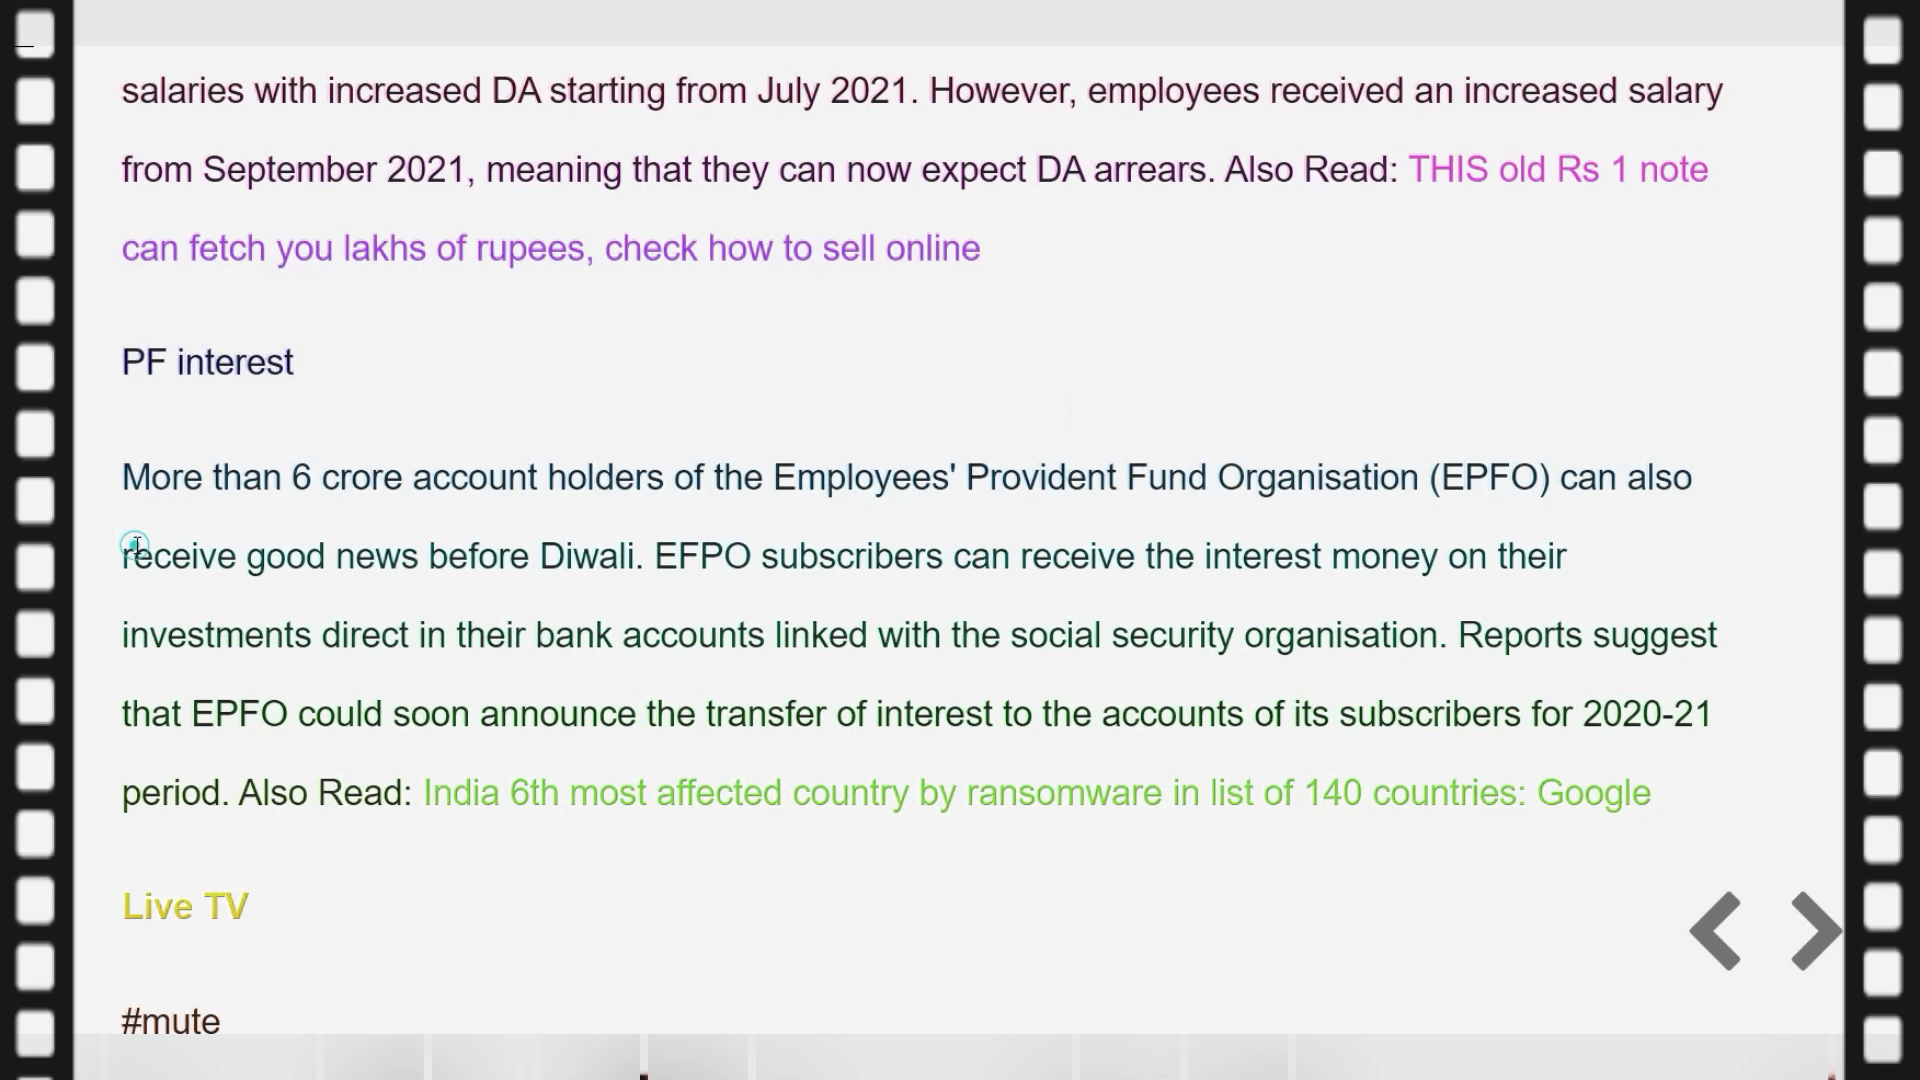 salaries with increased DA starting from July 2021. However, employees received an increased salary
from September 2021, meaning that they can now expect DA arrears. Also Read: THIS old Rs 1 note
can fetch you lakhs of rupees, check how to sell online
PF interest
More than 6 crore account holders of the Employees' Provident Fund Organisation (EPFO) can also
receive good news before Diwali. EFPO subscribers can receive the interest money on their
investments direct in their bank accounts linked with the social security organisation. Reports suggest
that EPFO could soon announce the transfer of interest to the accounts of its subscribers for 2020-21
period. Also Read: India 6th most affected country by ransomware in list of 140 countries: Google
Live TV
#mute